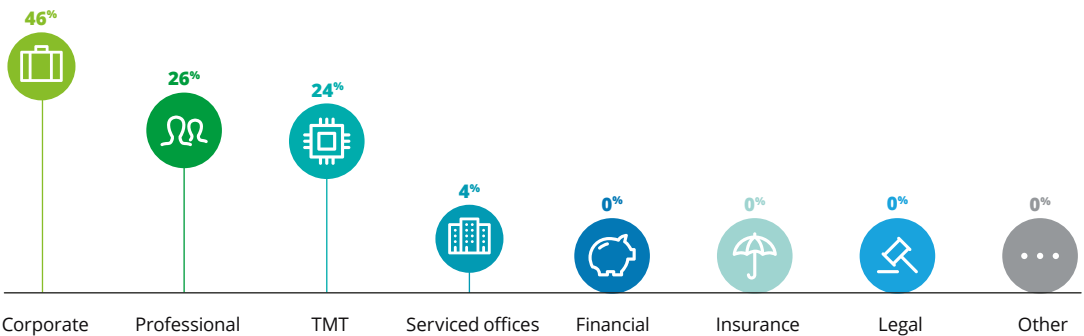 46%
26%
24%
4%
0%
0%
0%
0%
Corporate
Professional
TMT
Serviced offices
Financial
Insurance
Legal
Other